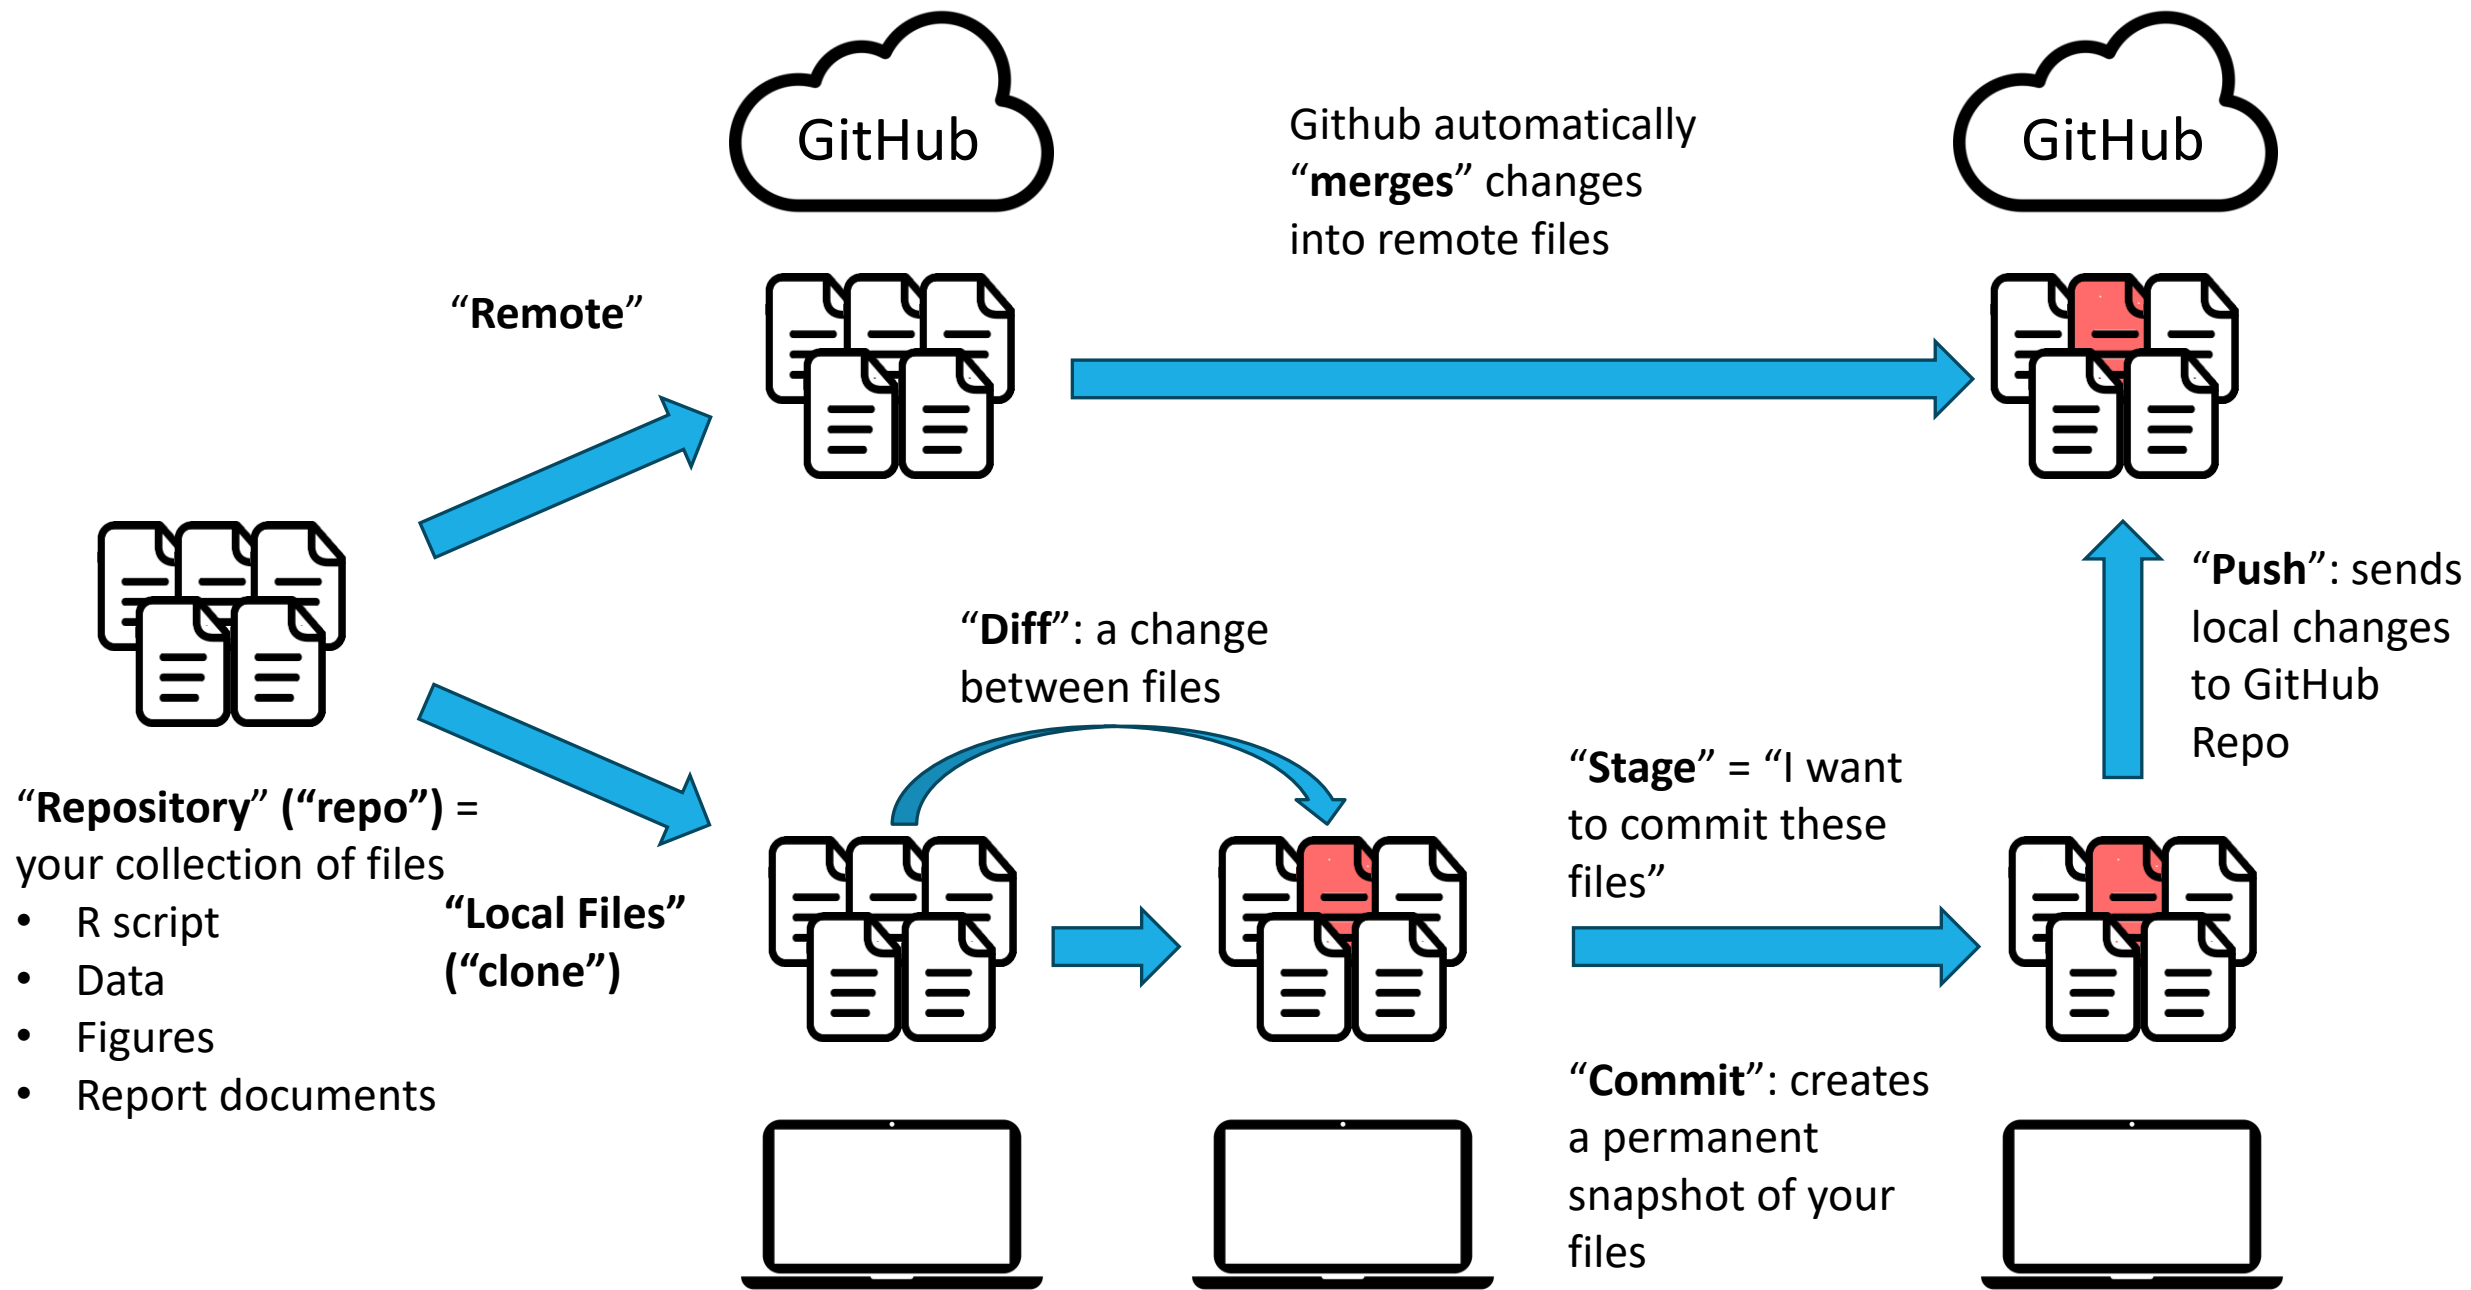 GitHub
GitHub
Github automatically
“merges” changes
into remote files
“Remote”
“Diff”: a change
between files
“Push”: sends
local changes
to GitHub
Repo
“Repository” (“repo”) =
your collection of files
• R script
• Data
• Figures
• Report documents
“Local Files”
(“clone”)
“Stage” = “I want
to commit these
files”
“Commit”: creates
a permanent
snapshot of your
files